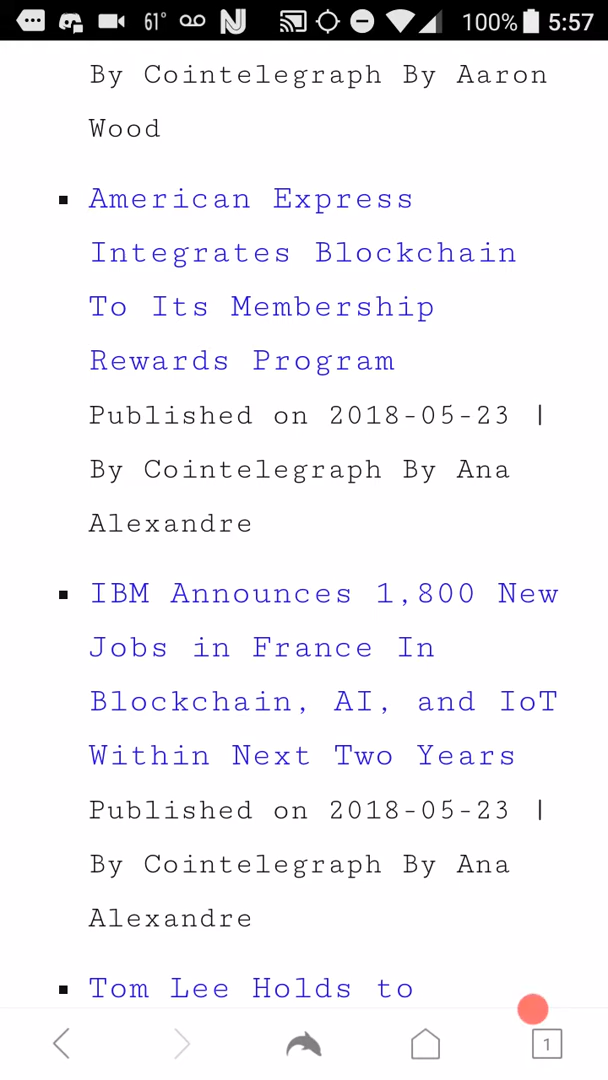 61° 100% 5:57
By Cointelegraph By Aaron
Wood
American Express
Integrates Blockchain
To Its Membership
Rewards Program
Published on 2018-05-23 |
By Cointelegraph By Ana
Alexandre
IBM Announces 1,800 New
Jobs in France In
Blockchain, AI, and IoT
Within Next Two Years
Published on 2018-05-23 |
By Cointelegraph By Ana
Alexandre
Tom Lee Holds to
1